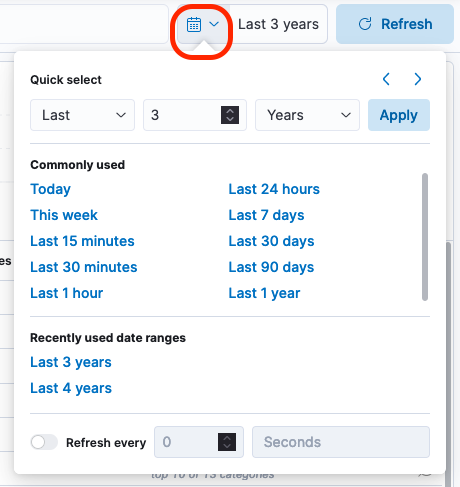 Last 3 years
Refresh
Quick select
Last
3
Years
Apply
Commonly used
Today
Last 24 hours
This week
Last 7 days
Last 15 minutes
Last 30 days
Last 30 minutes
Last 90 days
Last 1 hour
Last 1 year
es
Recently used date ranges
Last 3 years
Last 4 years
Refresh every
0
Seconds
top 10 of 13 categories